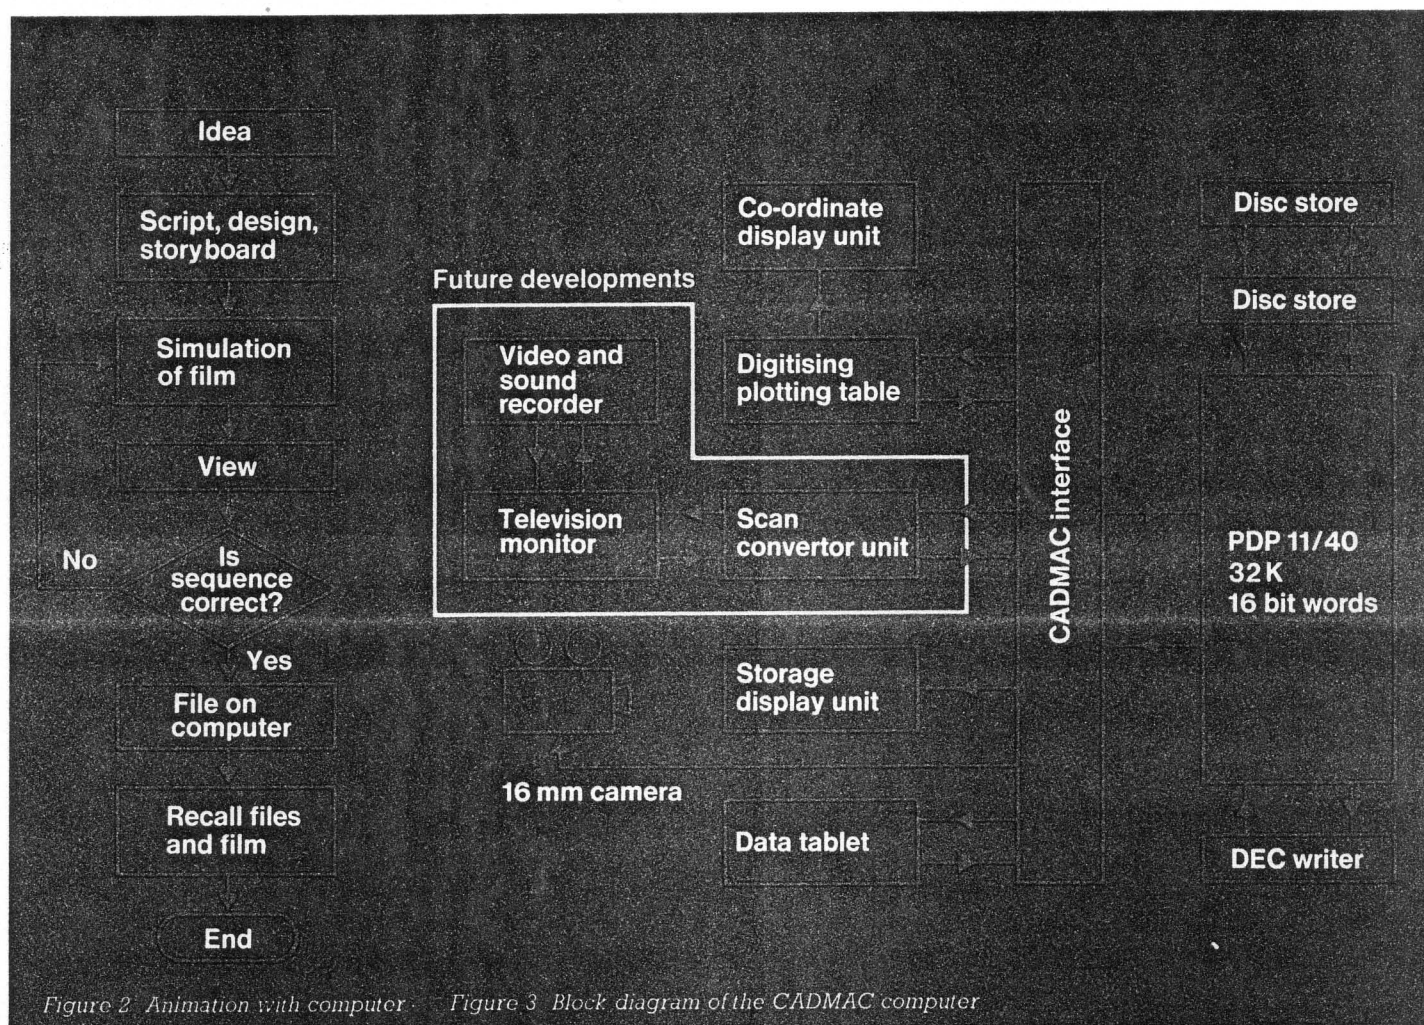 Idea
Script, design,
storyboard
Simulation
of film
View
No
Is
sequence
correct?
Yes
File on
computer
Recall files
and film
End
Figure 2 Animation with computer
Future developments
Video and
sound
recorder
Television
monitor
Scan
convertor unit
Co-ordinate
display unit
Digitising
plotting table
16 mm camera
Storage
display unit
Data tablet
CADMAC interface
Disc store
Disc store
PDP 11/40
32 K
16 bit words
DEC writer
Figure 3 Block diagram of the CADMAC computer